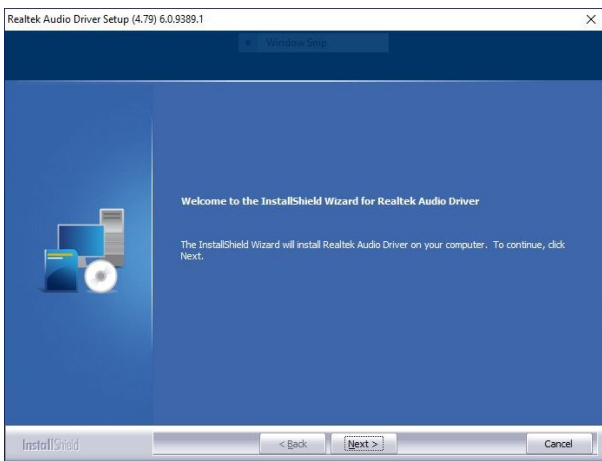 Realtek Audio Driver Setup (4.79) 6.0.9389.1
Window Snip
Welcome to the InstallShield Wizard for Realtek Audio Driver
The InstallShield Wizard will install Realtek Audio Driver on your computer. To continue, click
Next.
InstallShield
< Back
Next >
Cancel